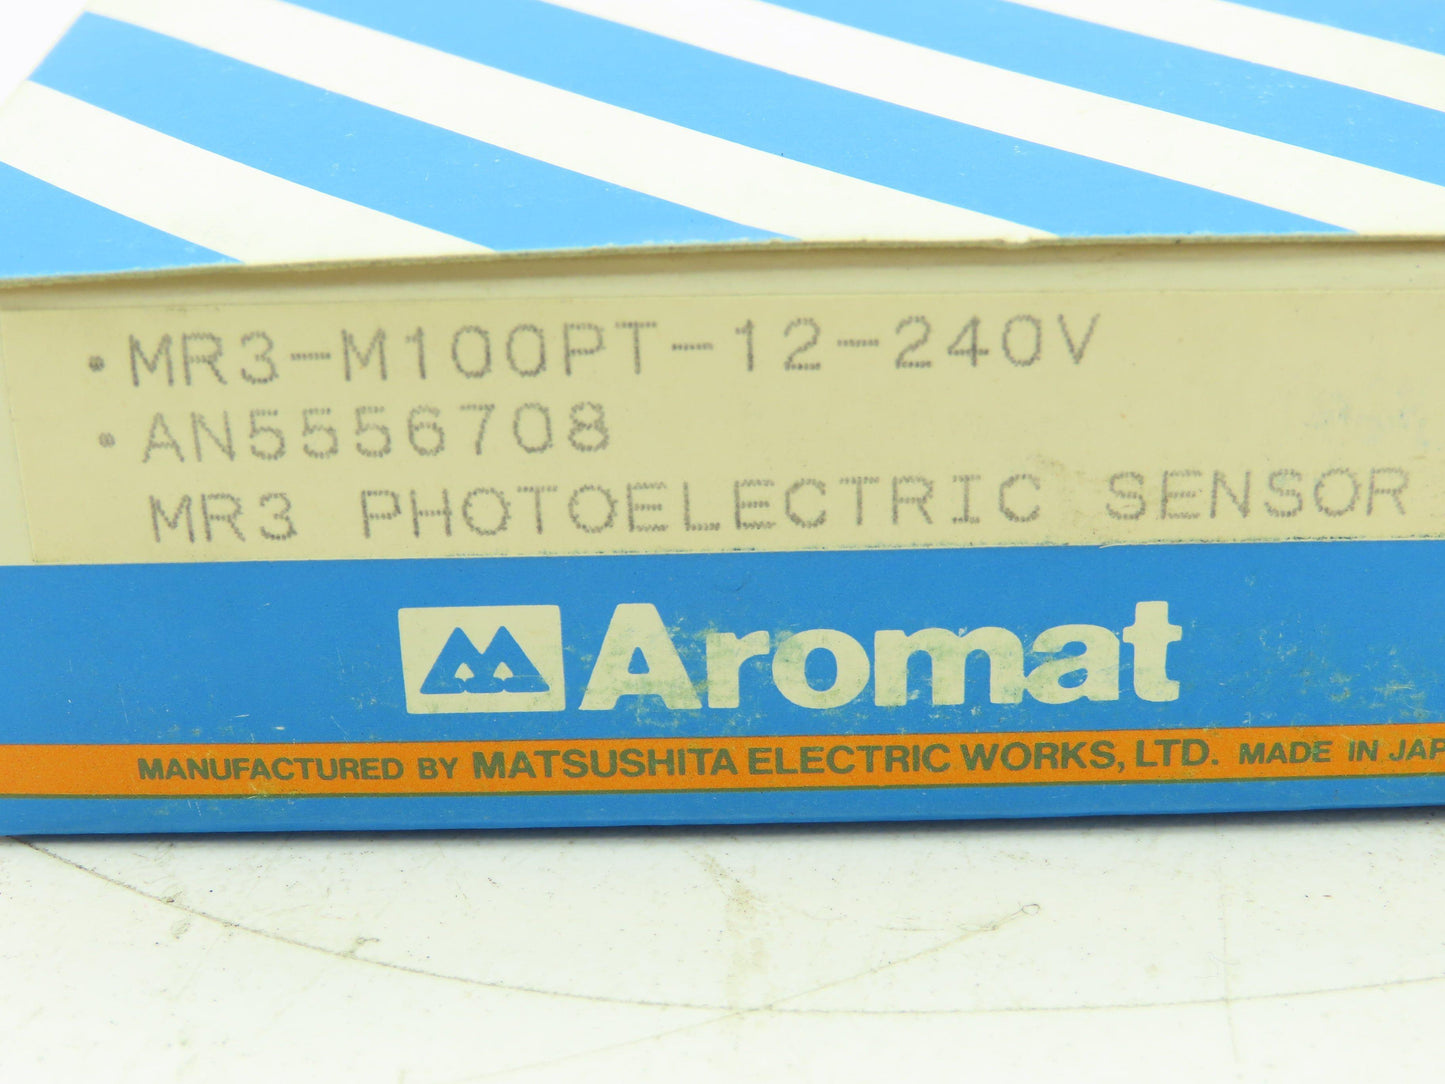 •MR3-M100PT-12-240V
•AN5556708
MR3 PHOTOELECTRIC SENSOR
Aromat
MANUFACTURED BY MATSUSHITA ELECTRIC WORKS, LTD. MADE IN JAP